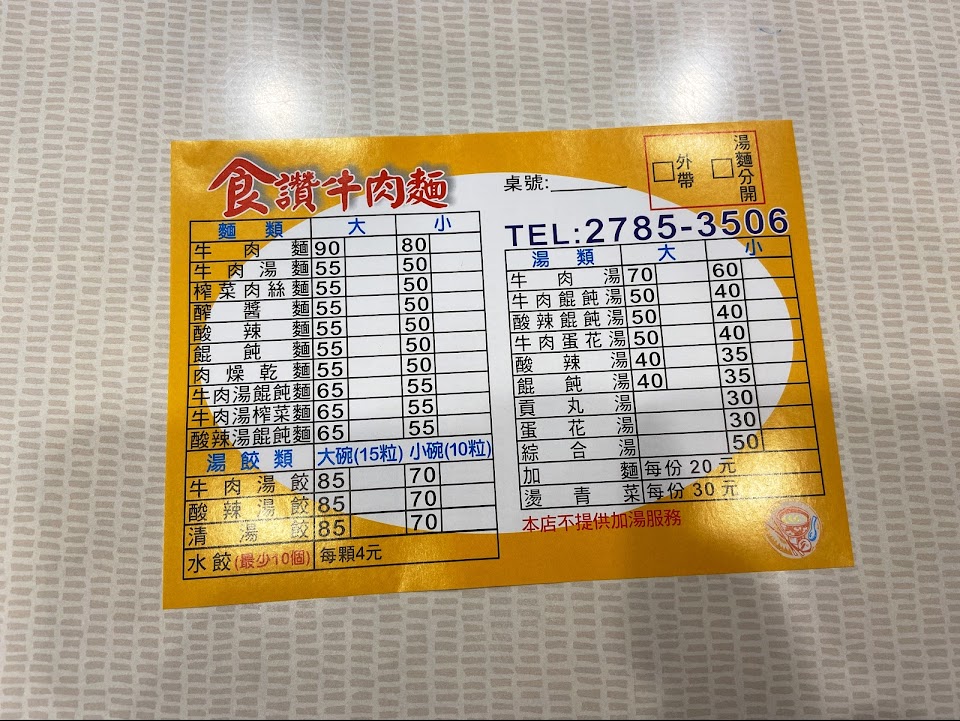 食讚牛肉麵
麵類 大 小
牛肉麵 90 80
牛肉湯麵 55 50
榨菜肉絲麵 55 50
醡醬麵 55 50
酸辣麵 55 50
餛飩麵 55 50
肉燥乾麵 55 50
牛肉湯餛飩麵 65 55
牛肉湯榨菜麵 65 55
酸辣湯餛飩麵 65 55
湯餃類 大碗(15粒) 小碗(10粒)
牛肉湯餃 85 70
酸辣湯餃 85 70
清湯餃 85 70
水餃(最少10個) 每顆4元
桌號:
外帶
湯麵分開
TEL:2785-3506
湯類 大 小
牛肉湯 70 60
牛肉餛飩湯 50 40
酸辣餛飩湯 50 40
牛肉蛋花湯 50 40
酸辣湯 40 35
餛飩湯 40 35
貢丸湯 30
蛋花湯 30
綜合湯 50
加麵 每份20元
燙青菜 每份30元
本店不提供加湯服務